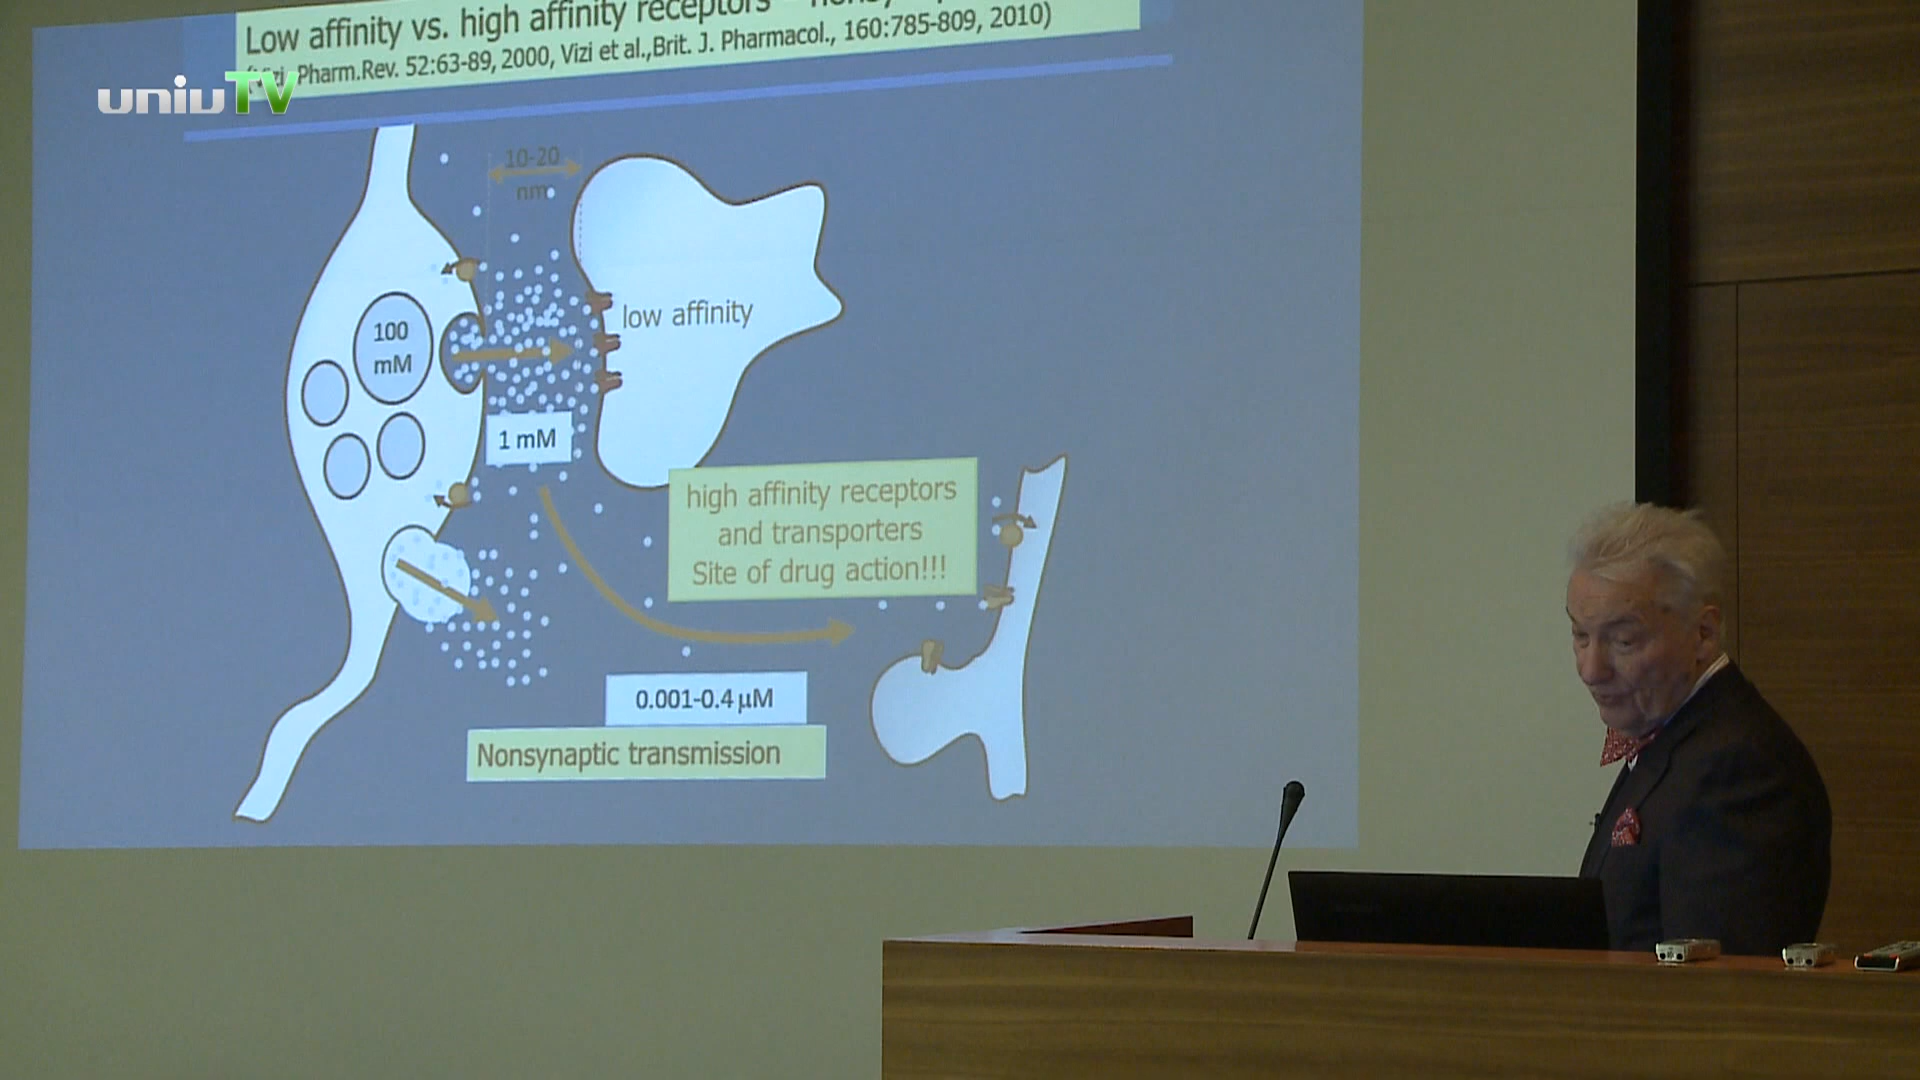 Low affinity vs. high affinity receptors
Pharm.Rev. 52:63-89, 2000, Vizi et al.,Brit. J. Pharmacol., 160:785-809, 2010)
uniuTV
10-20
nm
low affinity
100
mM
1 mM
high affinity receptors
and transporters
Site of drug action!!!
0.001-0.4 µM
Nonsynaptic transmission